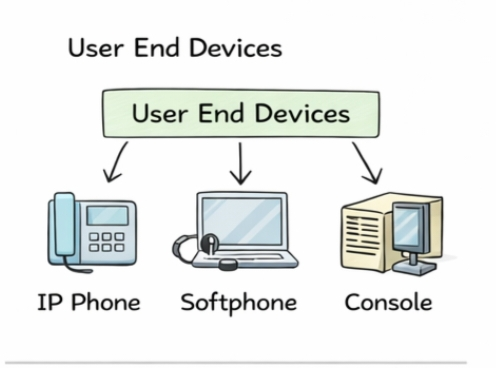 User End Devices
User End Devices
IP Phone
Softphone
Console